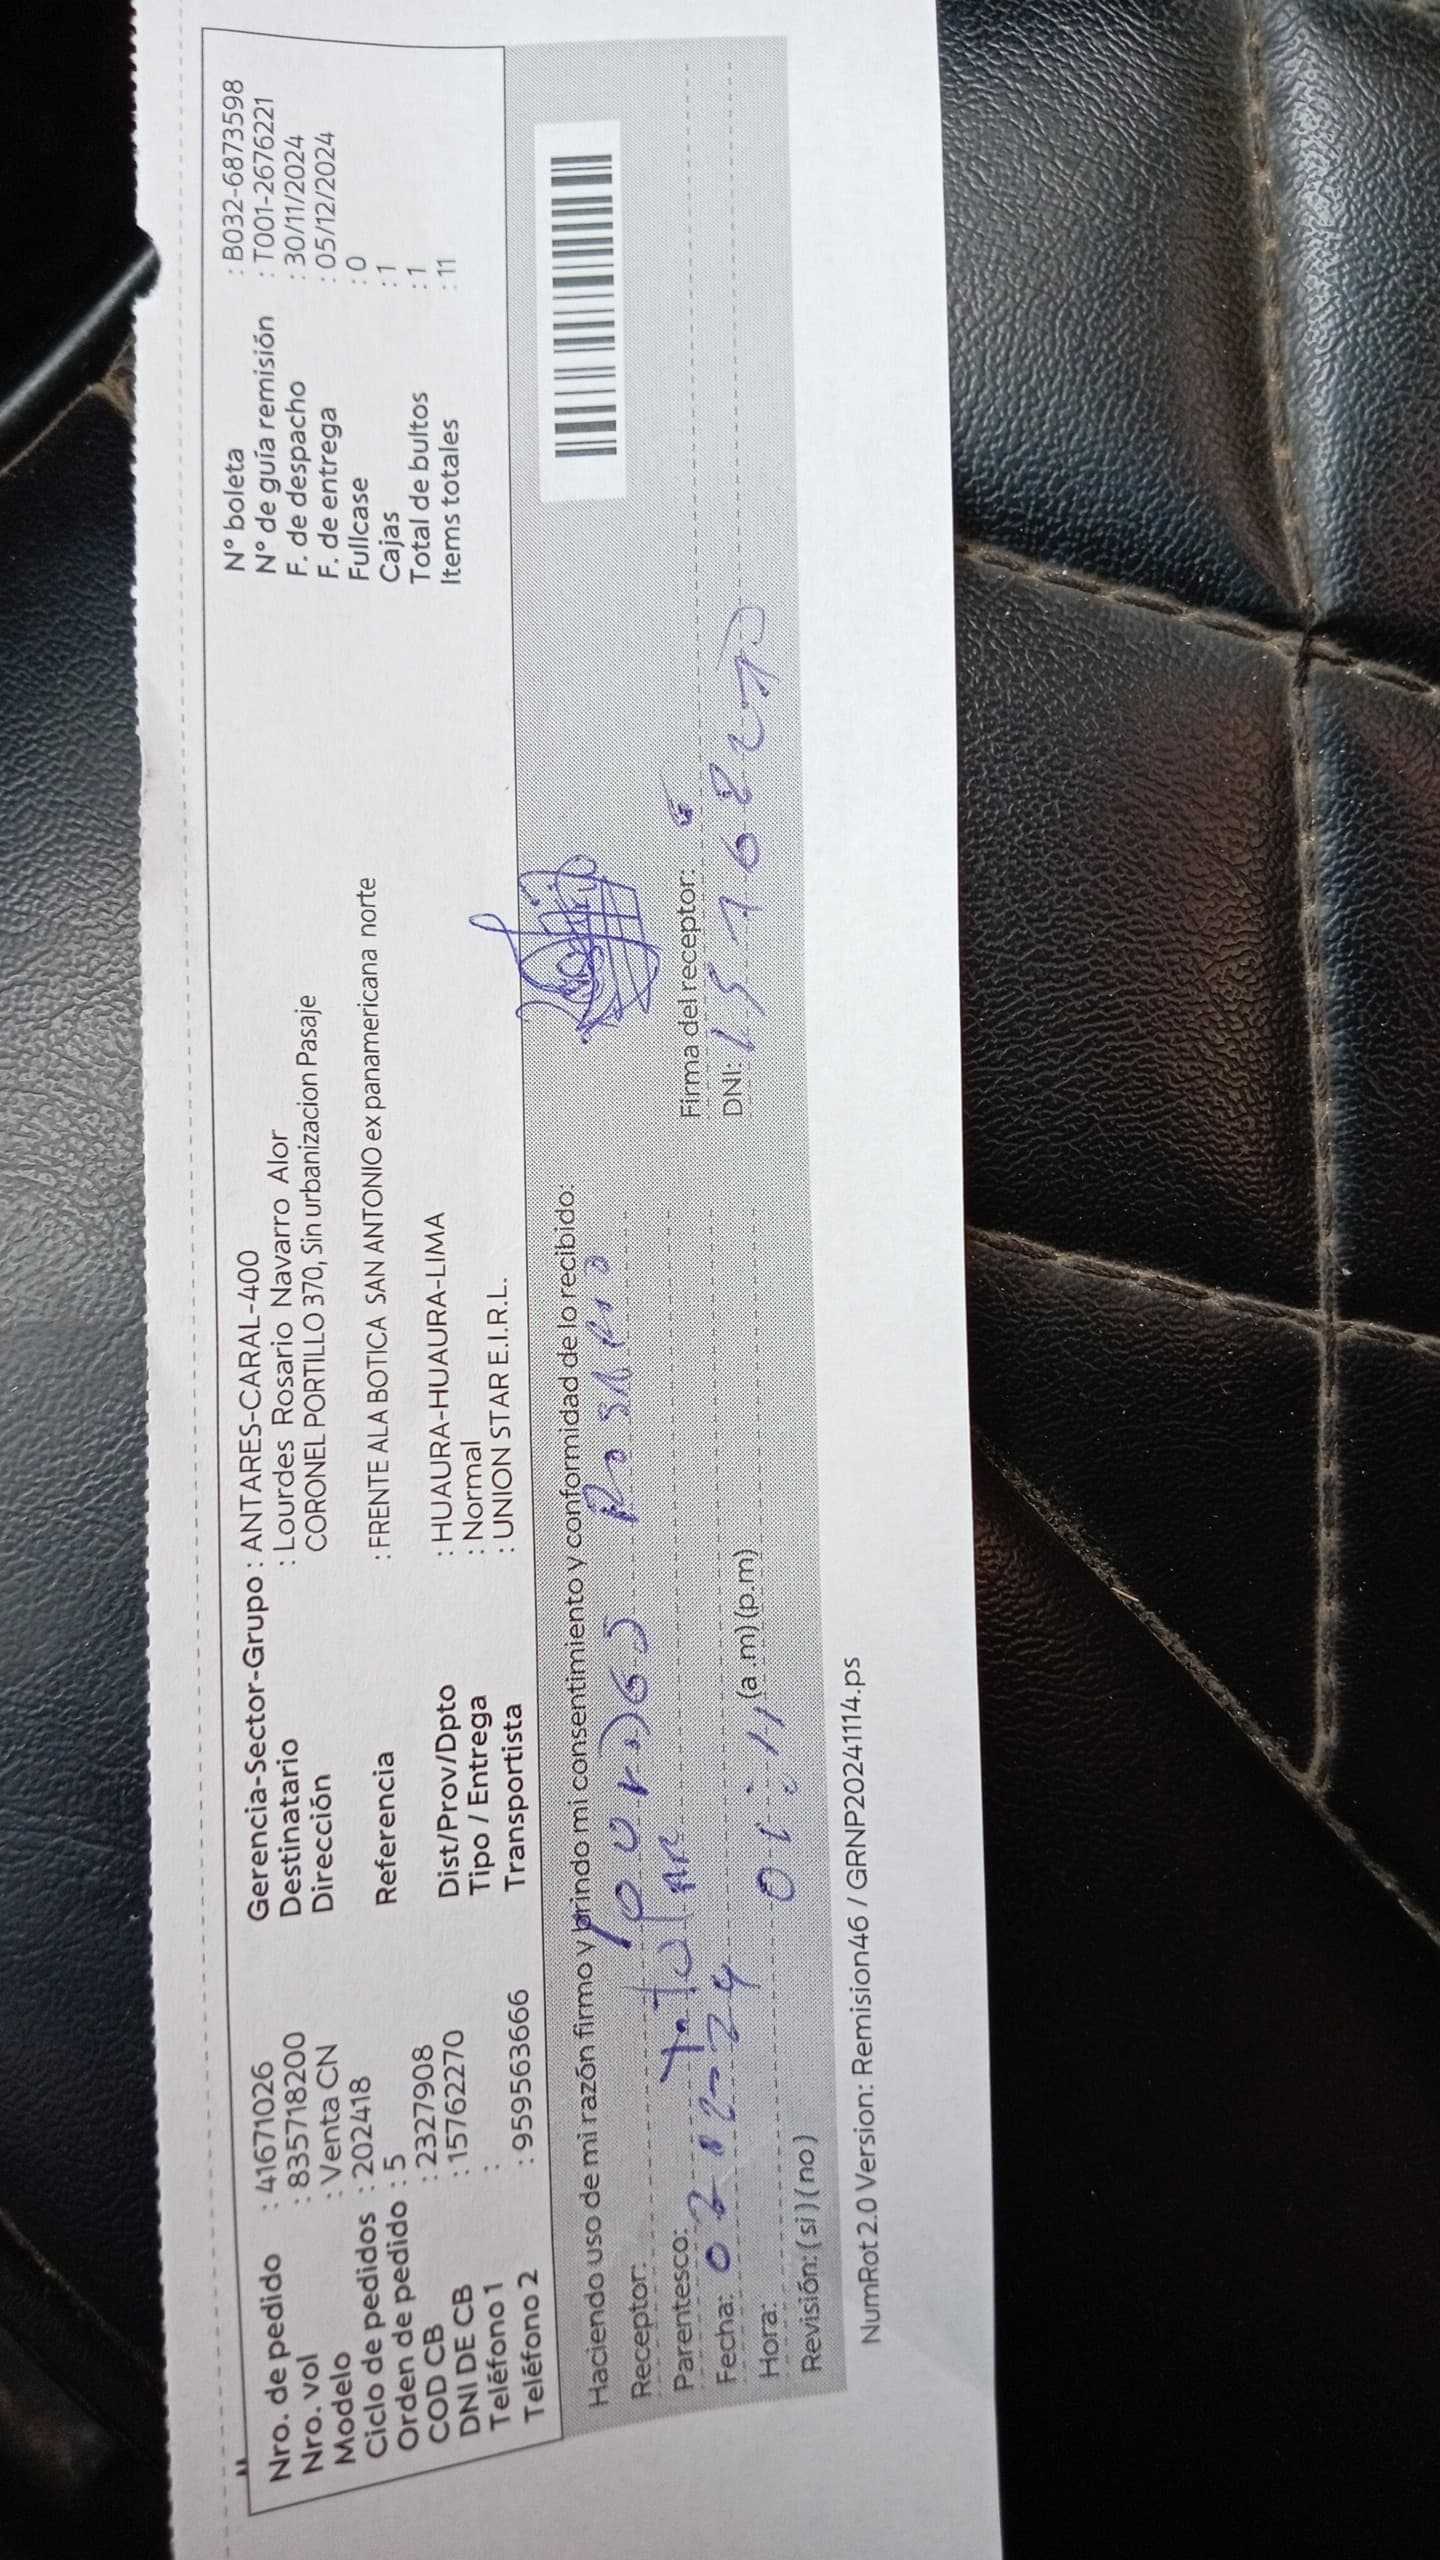 Nro. de pedido : 41671026
Nro. vol : 835718200
Modelo : Venta CN
Ciclo de pedidos : 202418
Orden de pedido : 5
COD CB : 2327908
DNI DE CB : 15762270
Teléfono 1 :
Teléfono 2 : 959563666
Gerencia-Sector-Grupo : ANTARES-CARAL-400
Destinatario : Lourdes Rosario Navarro Alor
Dirección CORONEL PORTILLO 370, Sin urbanizacion Pasaje
Referencia : FRENTE ALA BOTICA SAN ANTONIO ex panamericana norte
Dist/Prov/Dpto : HUAURA-HUAURA-LIMA
Tipo / Entrega : Normal
Transportista : UNION STAR E.I.R.L.
N° boleta : B032-6873598
N° de guía remisión : T001-2676221
F. de despacho : 30/11/2024
F. de entrega : 05/12/2024
Fullcase : 0
Cajas : 1
Total de bultos : 1
Items totales : 11
Haciendo uso de mi razón firmo y brindo mi consentimiento y conformidad de lo recibido:
Receptor: Rosario
Parentesco: Firma del receptor:
Fecha: DNI: 15762270
Hora: (a.m) (p.m)
Revisión: ( si ) ( no )
NumRot 2.0 Version: Remision46 / GRNP20241114.ps